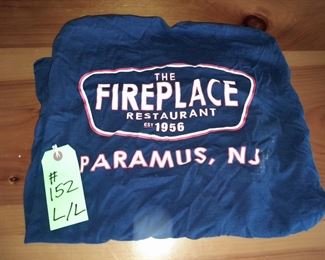 THE
FIREPLACE
RESTAURANT
EST 1956
PARAMUS, NJ
#
152
L/L